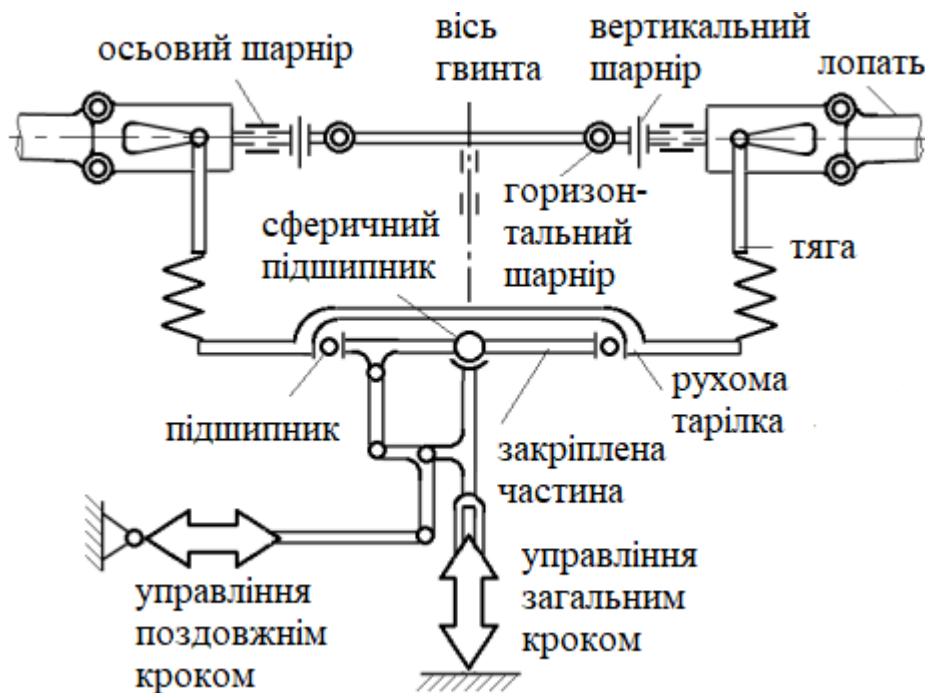 осьовий шарнір
вісь
гвинта
вертикальний
шарнір
лопать
горизон-
тальний
шарнір
сферичний
підшипник
тяга
підшипник
рухома
тарілка
закріплена
частина
управління
поздовжнім
кроком
управління
загальним
кроком